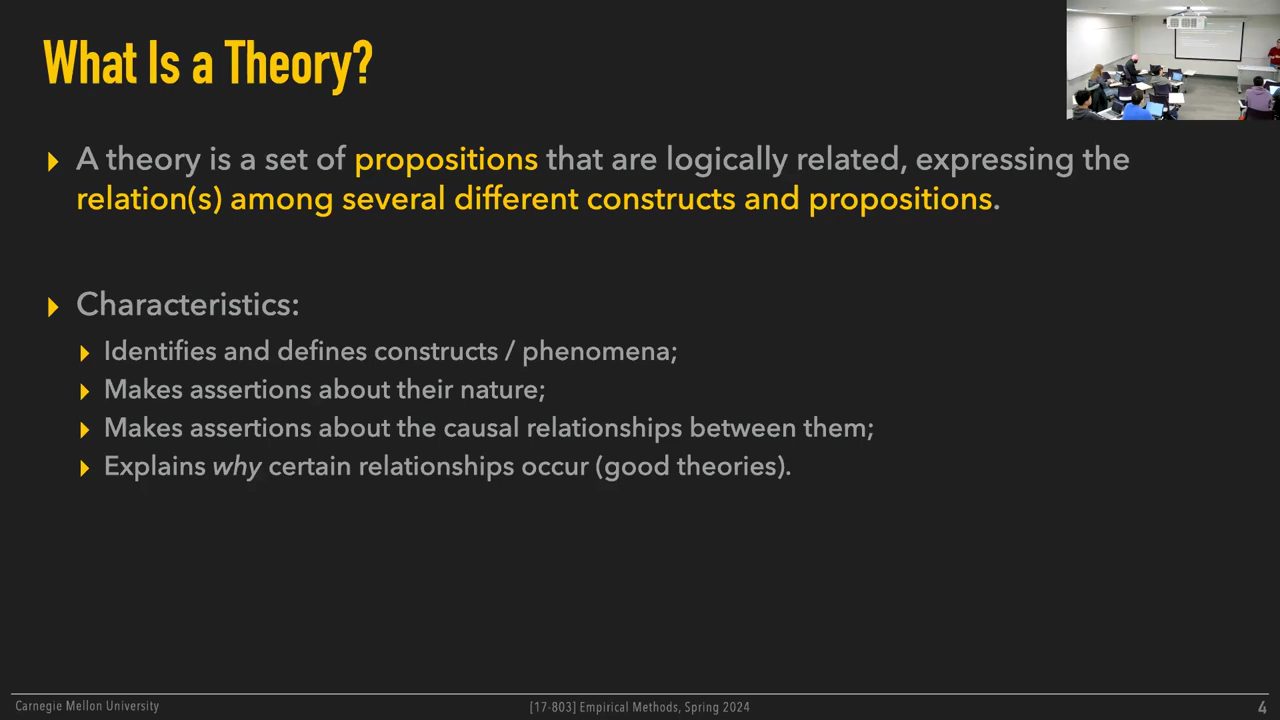 What Is a Theory?
A theory is a set of propositions that are logically related, expressing the
relation(s) among several different constructs and propositions.
Characteristics:
Identifies and defines constructs / phenomena;
Makes assertions about their nature;
Makes assertions about the causal relationships between them;
Explains why certain relationships occur (good theories).
Carnegie Mellon University
[17-803] Empirical Methods, Spring 2024
4